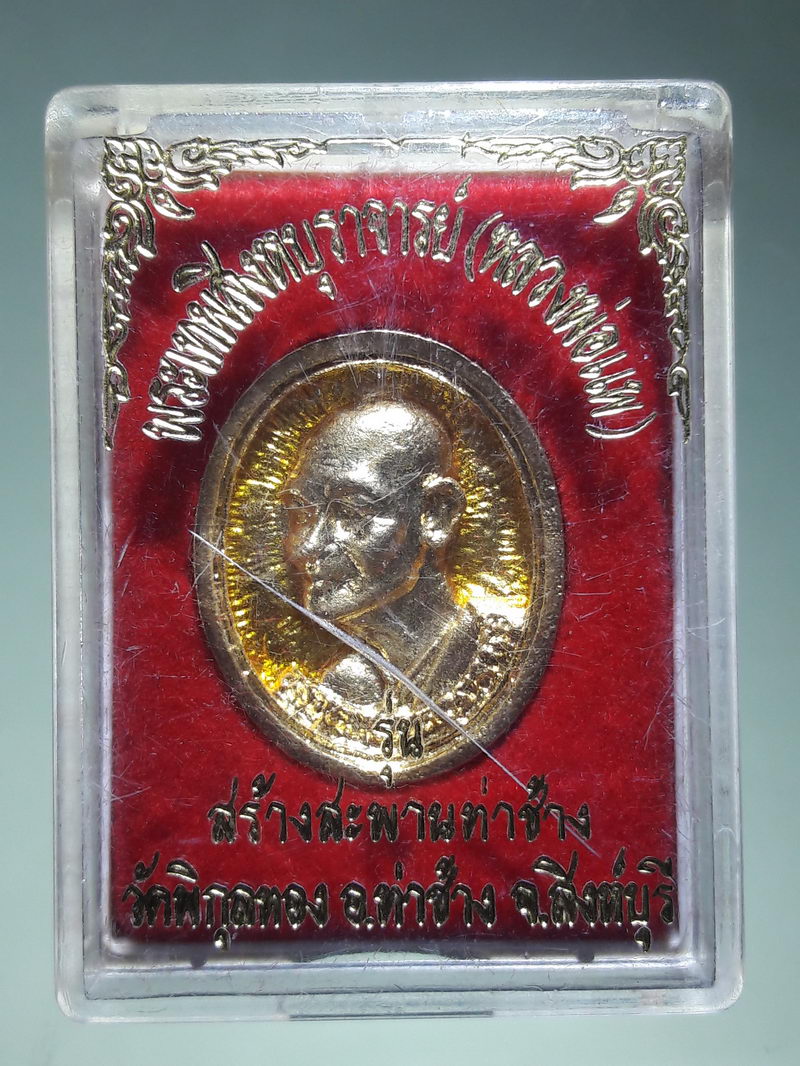 พระเทพสิงหบุราจารย์ (หลวงพ่อแพ)
รุ่น
สร้างสะพานท่าช้าง
วัดพิกุลทอง อ.ท่าช้าง จ.สิงห์บุรี